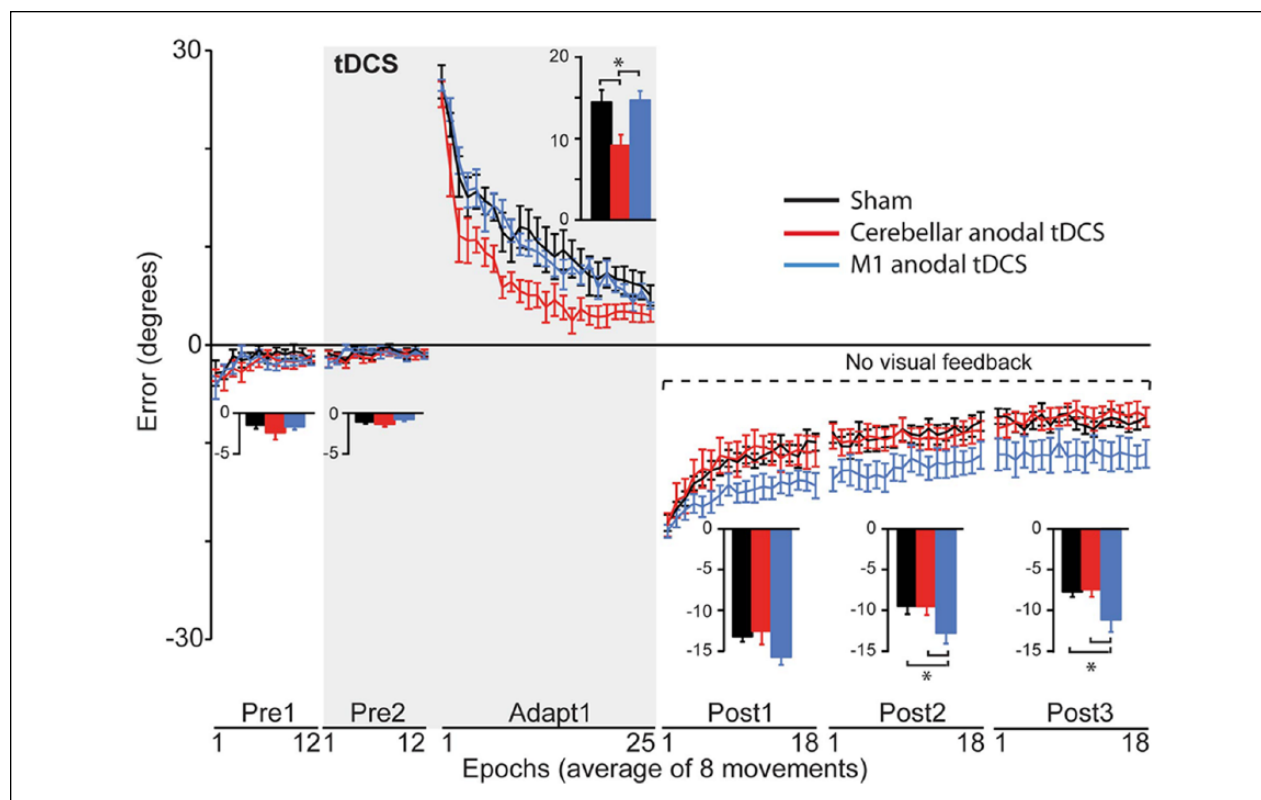 30
tDCS
20
*
10
0
Sham
Cerebellar anodal tDCS
M1 anodal tDCS
Error (degrees)
0
No visual feedback
0
-5
0
-5
0
-5
-10
-15
0
-5
-10
-15
*
0
-5
-10
-15
*
-30
Pre1 Pre2 Adapt1 Post1 Post2 Post3
1 12 1 12 1 25 1 18 1 18 1 18
Epochs (average of 8 movements)